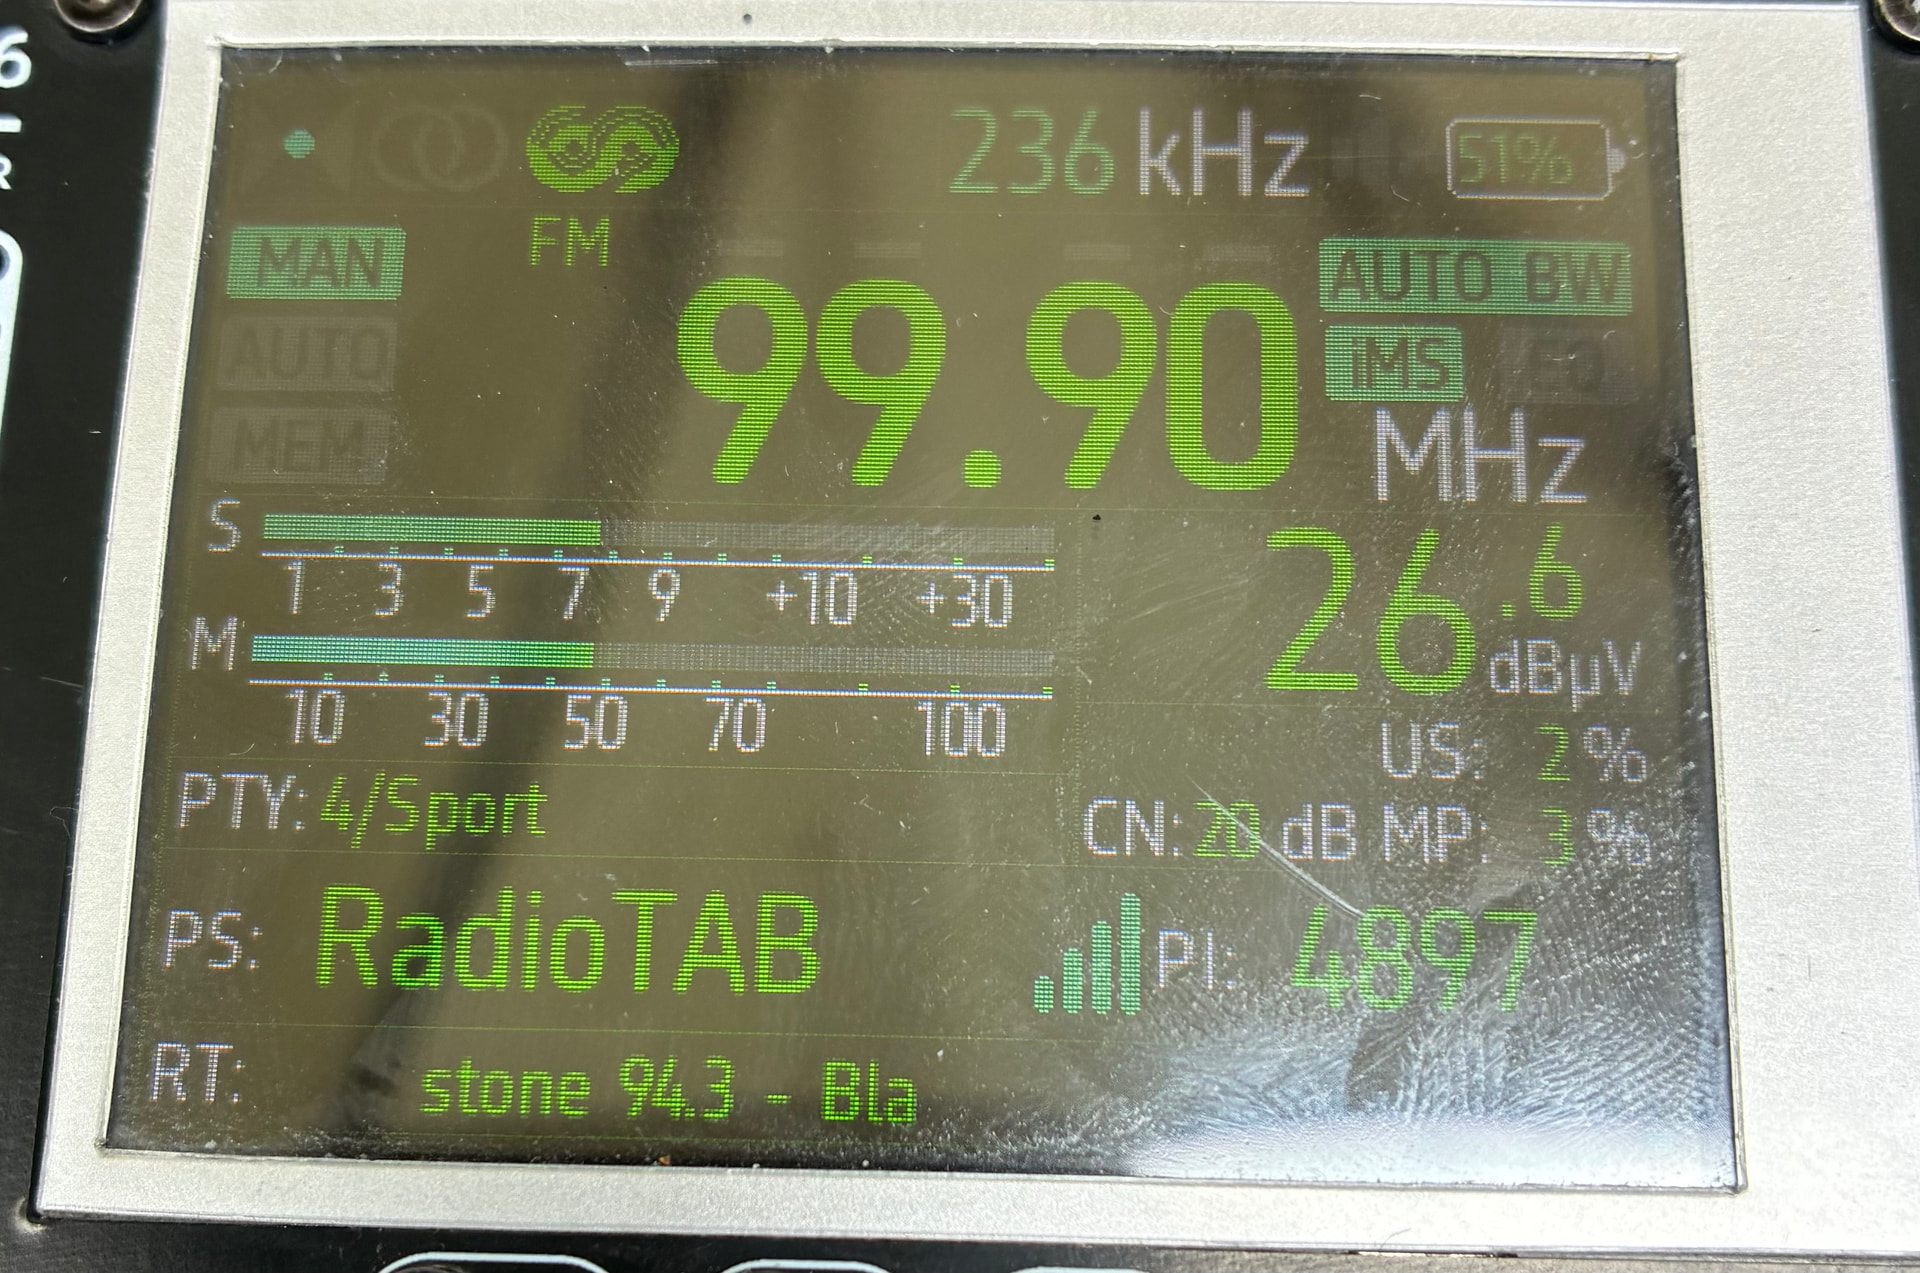 236 kHz 51%
FM
MAN
AUTO BW
AUTO
99.90
iMS EQ
MEM
MHz
S
1 3 5 7 9 +10 +30
26.6
dBµV
M
10 30 50 70 100
US: 2 %
PTY: 4/Sport
CN: 20 dB MP: 3 %
PS: RadioTAB
PI: 4897
RT: stone 94.3 - Bla
6
R